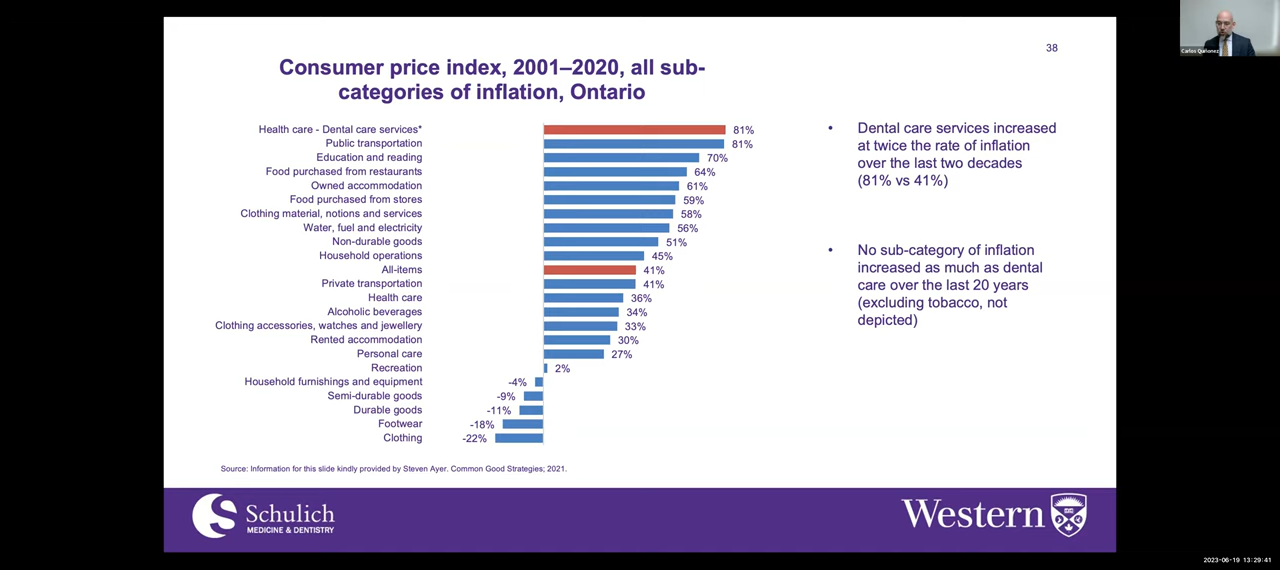 38
Consumer price index, 2001–2020, all sub-
categories of inflation, Ontario
Health care - Dental care services* 81%
Public transportation 81%
Education and reading 70%
Food purchased from restaurants 64%
Owned accommodation 61%
Food purchased from stores 59%
Clothing material, notions and services 58%
Water, fuel and electricity 56%
Non-durable goods 51%
Household operations 45%
All-items 41%
Private transportation 41%
Health care 36%
Alcoholic beverages 34%
Clothing accessories, watches and jewellery 33%
Rented accommodation 30%
Personal care 27%
Recreation 2%
Household furnishings and equipment -4%
Semi-durable goods -9%
Durable goods -11%
Footwear -18%
Clothing -22%
• Dental care services increased
at twice the rate of inflation
over the last two decades
(81% vs 41%)
• No sub-category of inflation
increased as much as dental
care over the last 20 years
(excluding tobacco, not
depicted)
Source: Information for this slide kindly provided by Steven Ayer. Common Good Strategies; 2021.
Schulich
MEDICINE & DENTISTRY
Western
Carlos Quiñonez
2023-06-19 13:29:41